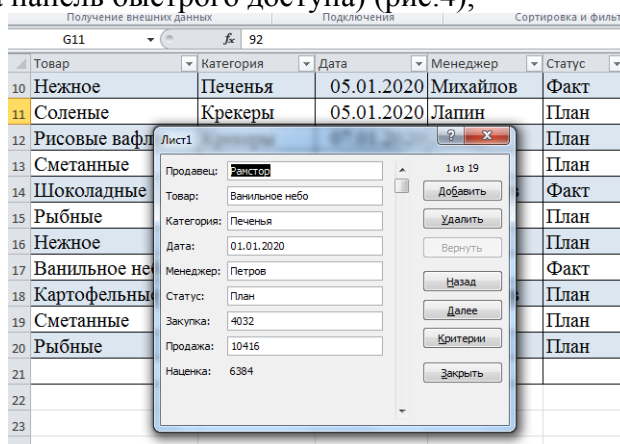 панель быстрого доступа) (рис.4),
Получение внешних данных Подключения Сортировка и фильт
G11 fx 92
Товар Категория Дата Менеджер Статус
10 Нежное Печенья 05.01.2020 Михайлов Факт
11 Соленые Крекеры 05.01.2020 Лапин План
12 Рисовые вафл План
13 Сметанные План
14 Шоколадные Факт
15 Рыбные План
16 Нежное План
17 Ванильное не Факт
18 Картофельны План
19 Сметанные План
20 Рыбные План
21
22
23
Лист1
Продавец: Рамстор 1 из 19
Товар: Ванильное небо Добавить
Категория: Печенья Удалить
Дата: 01.01.2020 Вернуть
Менеджер: Петров Назад
Статус: План Далее
Закупка: 4032
Продажа: 10416 Критерии
Наценка: 6384 Закрыть